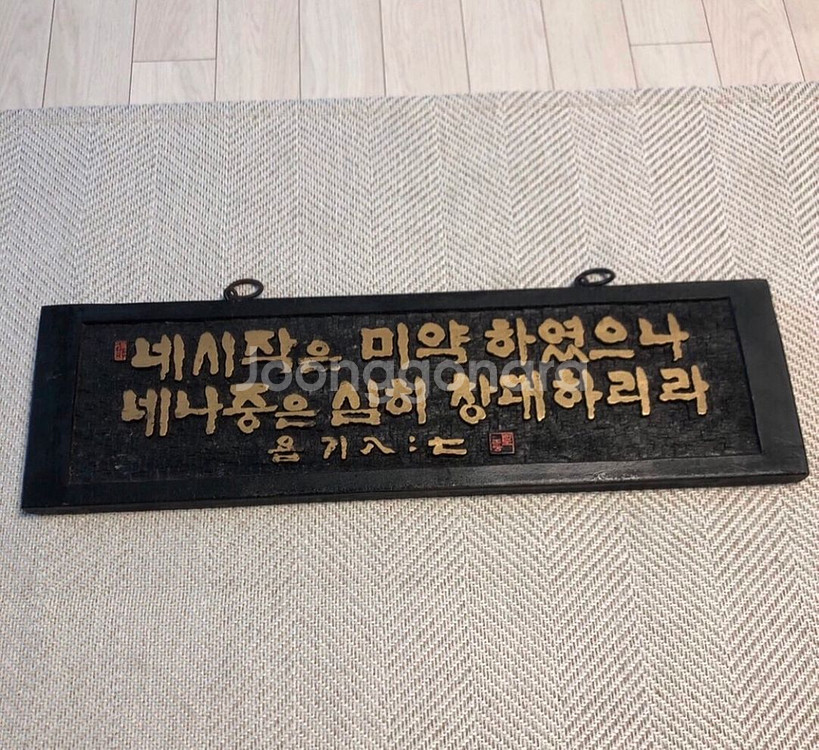 네 시작은 미약 하였으나
네 나중은 심히 창대하리라
욥기 八:七
Joonggonara